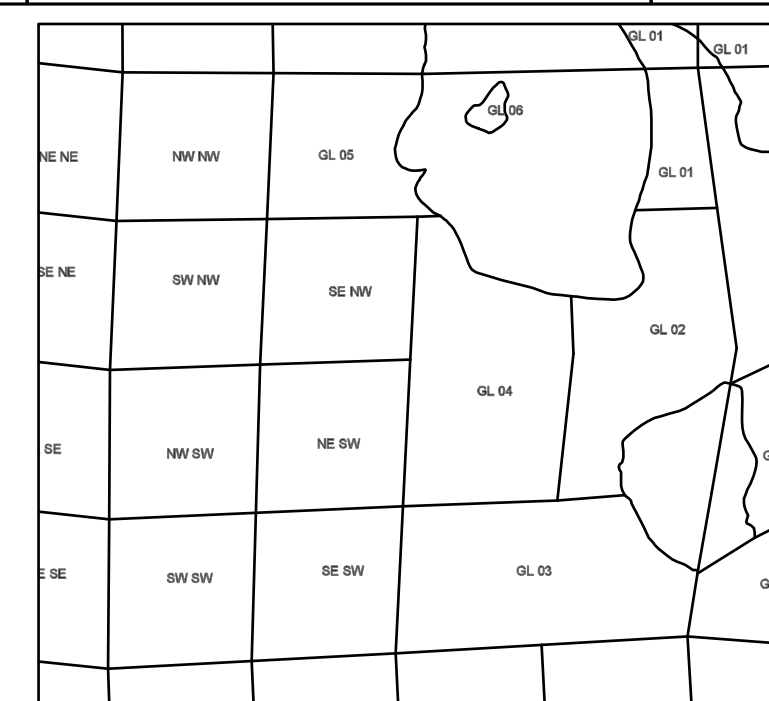 GL 01
GL 01
GL 06
NE NE
NW NW
GL 05
GL 01
SE NE
SW NW
SE NW
GL 02
GL 04
SE
NW SW
NE SW
G
E SE
SW SW
SE SW
GL 03
G